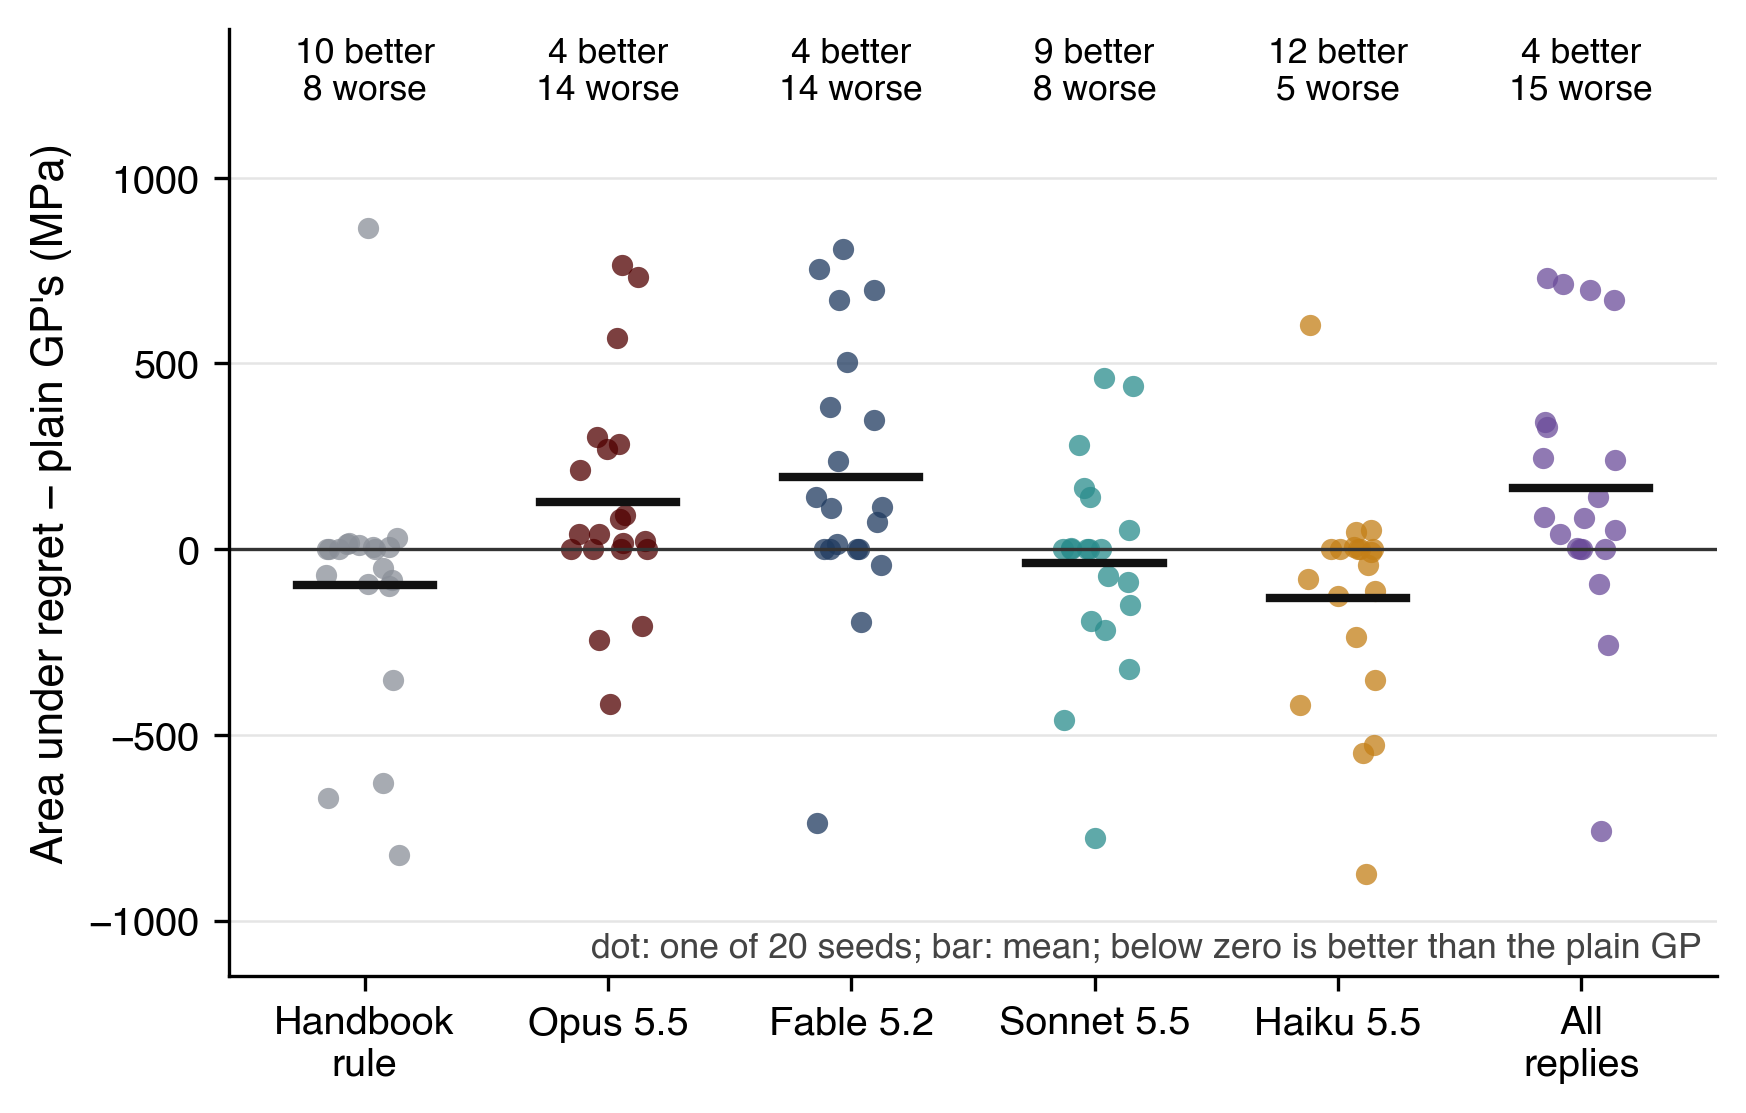 10 better
8 worse
4 better
14 worse
4 better
14 worse
9 better
8 worse
12 better
5 worse
4 better
15 worse
Area under regret – plain GP's (MPa)
1000
500
0
−500
−1000
dot: one of 20 seeds; bar: mean; below zero is better than the plain GP
Handbook
rule
Opus 5.5
Fable 5.2
Sonnet 5.5
Haiku 5.5
All
replies